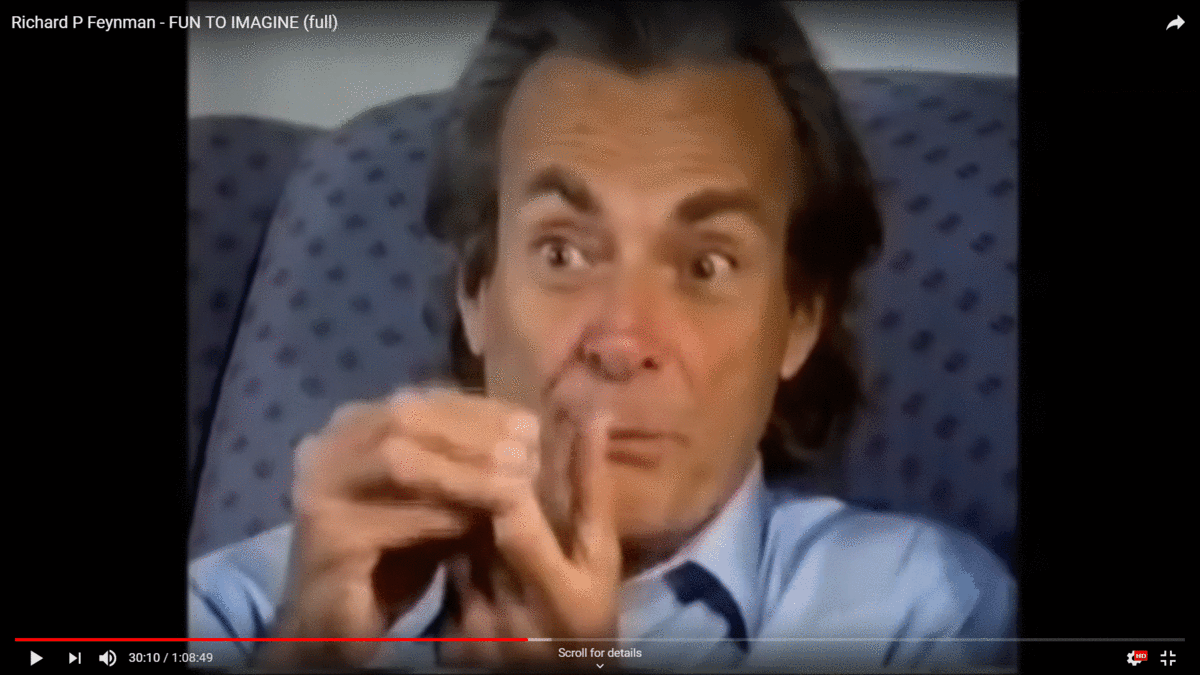 Richard P Feynman - FUN TO IMAGINE (full)
30:10 / 1:08:49
HD
Scroll for details